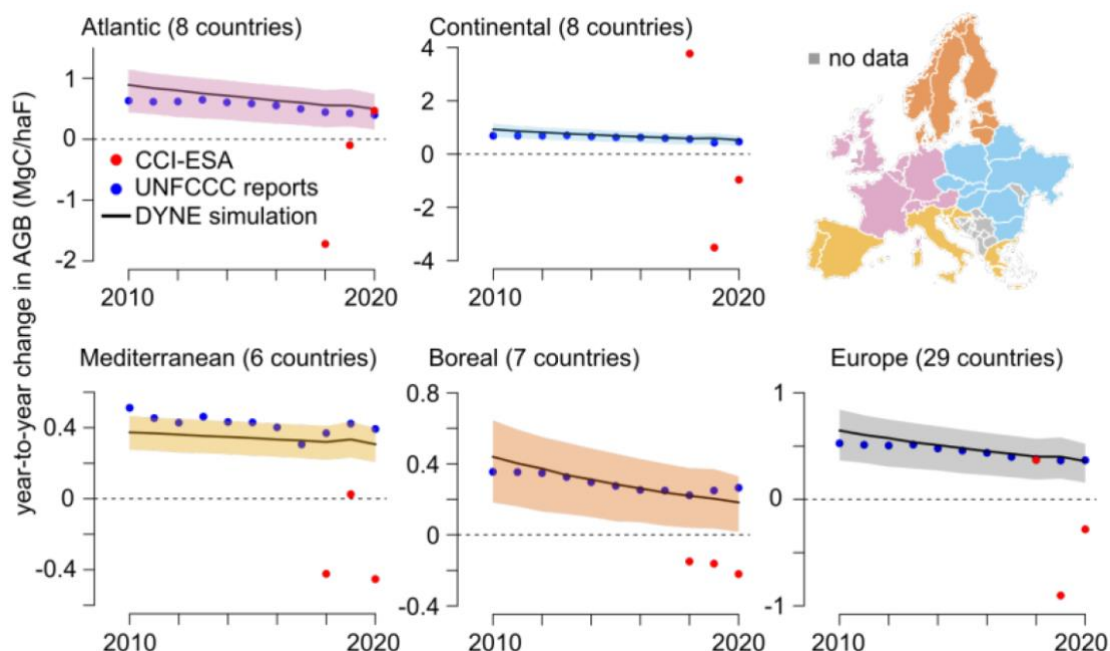 Atlantic (8 countries)
Continental (8 countries)
no data
year-to-year change in AGB (MgC/haF)
1
0
-1
-2
CCI-ESA
UNFCCC reports
DYNE simulation
2010
2020
4
2
0
-2
-4
2010
2020
Mediterranean (6 countries)
Boreal (7 countries)
Europe (29 countries)
0.4
0
-0.4
2010
2020
0.8
0.4
0
-0.4
2010
2020
1
0
-1
2010
2020